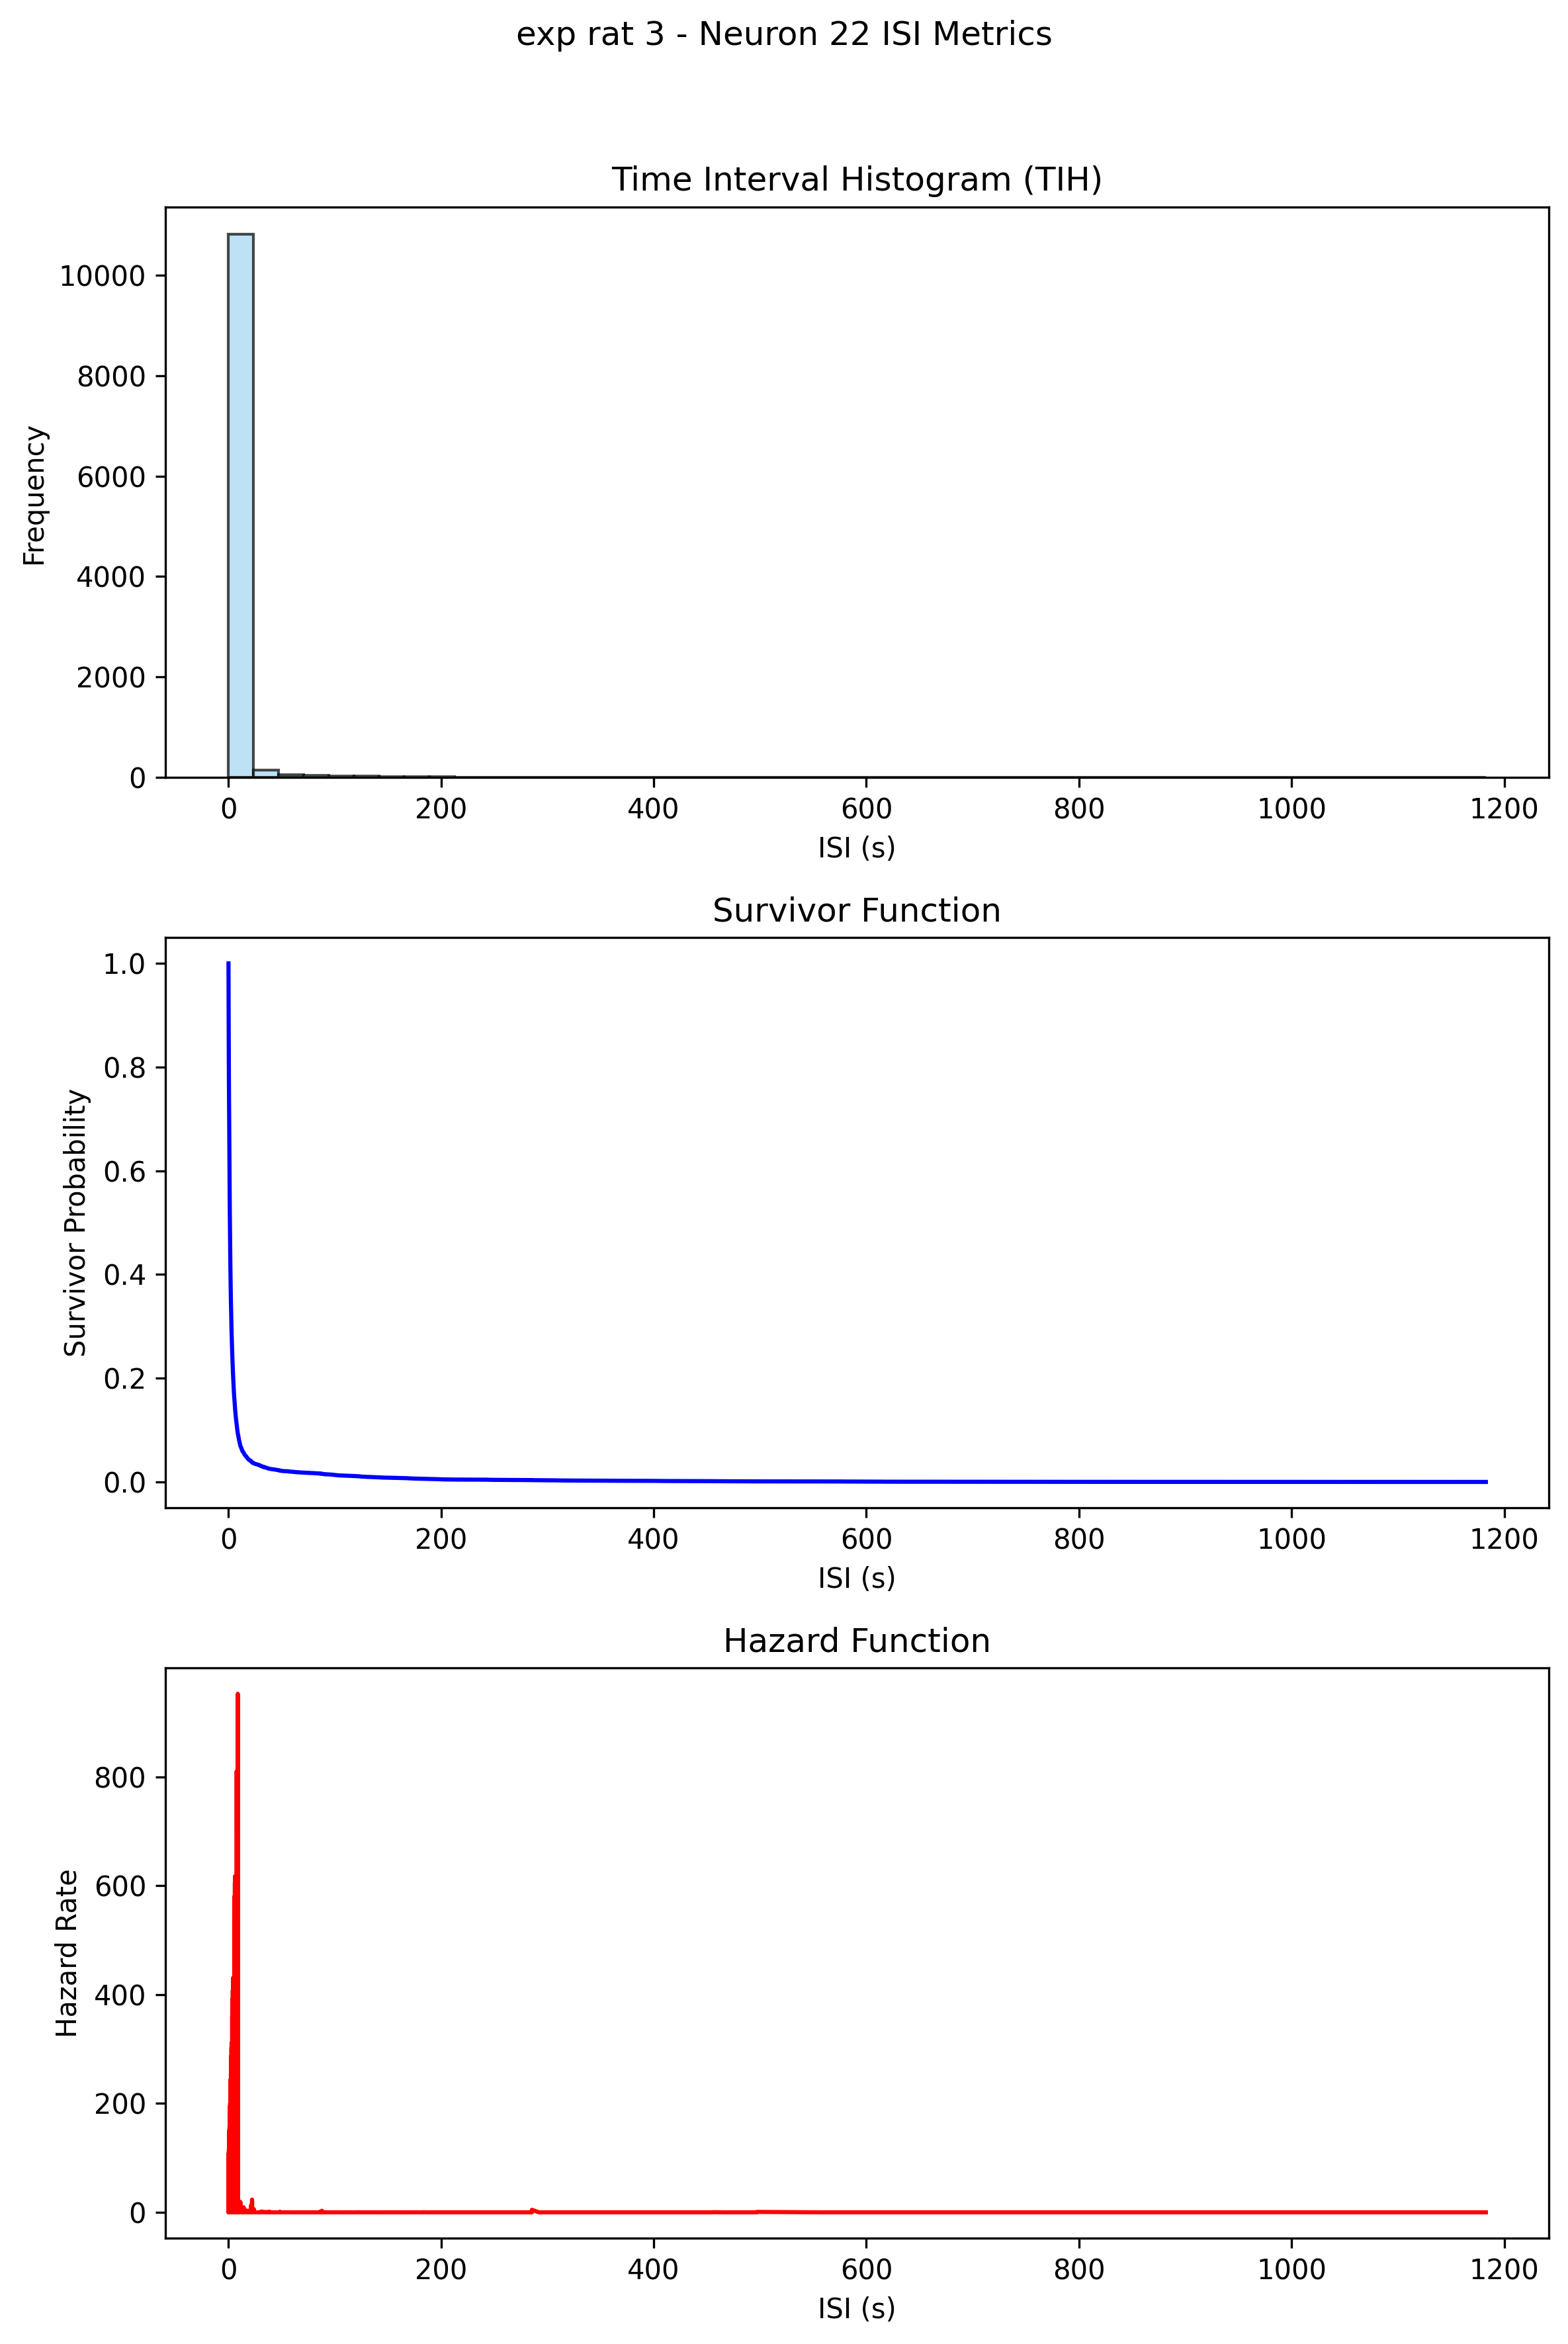 exp rat 3 - Neuron 22 ISI Metrics
Time Interval Histogram (TIH)
10000
8000
6000
4000
2000
0
Frequency
0 200 400 600 800 1000 1200
ISI (s)
Survivor Function
1.0
0.8
0.6
0.4
0.2
0.0
Survivor Probability
0 200 400 600 800 1000 1200
ISI (s)
Hazard Function
800
600
400
200
0
Hazard Rate
0 200 400 600 800 1000 1200
ISI (s)